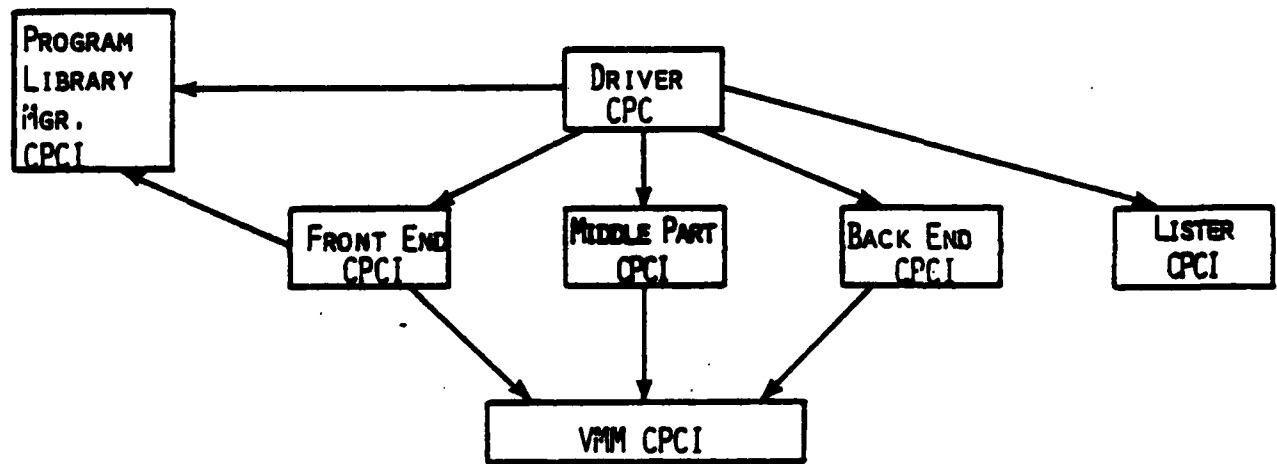 PROGRAM
LIBRARY
MGR.
CPCI
DRIVER
CPC
FRONT END
CPCI
MIDDLE PART
CPCI
BACK END
CPCI
LISTER
CPCI
VMM CPCI